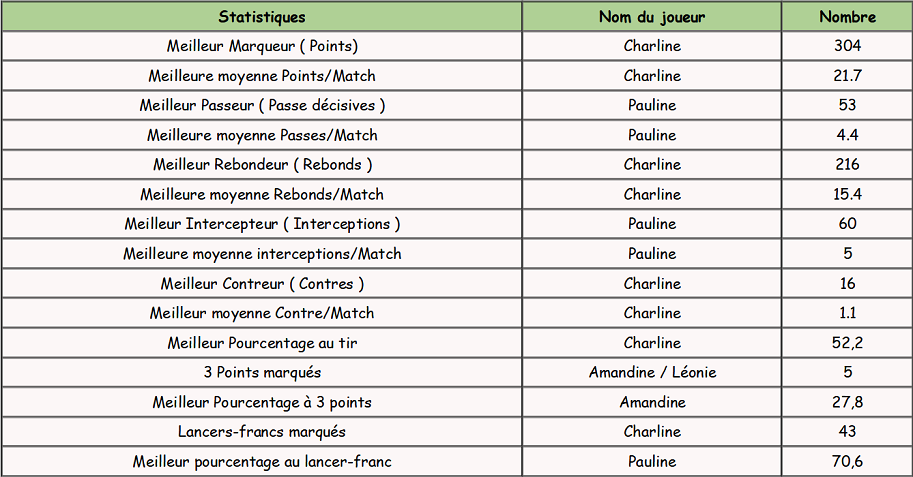 Statistiques Nom du joueur Nombre
Meilleur Marqueur ( Points) Charline 304
Meilleure moyenne Points/Match Charline 21.7
Meilleur Passeur ( Passe décisives ) Pauline 53
Meilleure moyenne Passes/Match Pauline 4.4
Meilleur Rebondeur ( Rebonds ) Charline 216
Meilleure moyenne Rebonds/Match Charline 15.4
Meilleur Intercepteur ( Interceptions ) Pauline 60
Meilleure moyenne interceptions/Match Pauline 5
Meilleur Contreur ( Contres ) Charline 16
Meilleur moyenne Contre/Match Charline 1.1
Meilleur Pourcentage au tir Charline 52,2
3 Points marqués Amandine / Léonie 5
Meilleur Pourcentage à 3 points Amandine 27,8
Lancers-francs marqués Charline 43
Meilleur pourcentage au lancer-franc Pauline 70,6